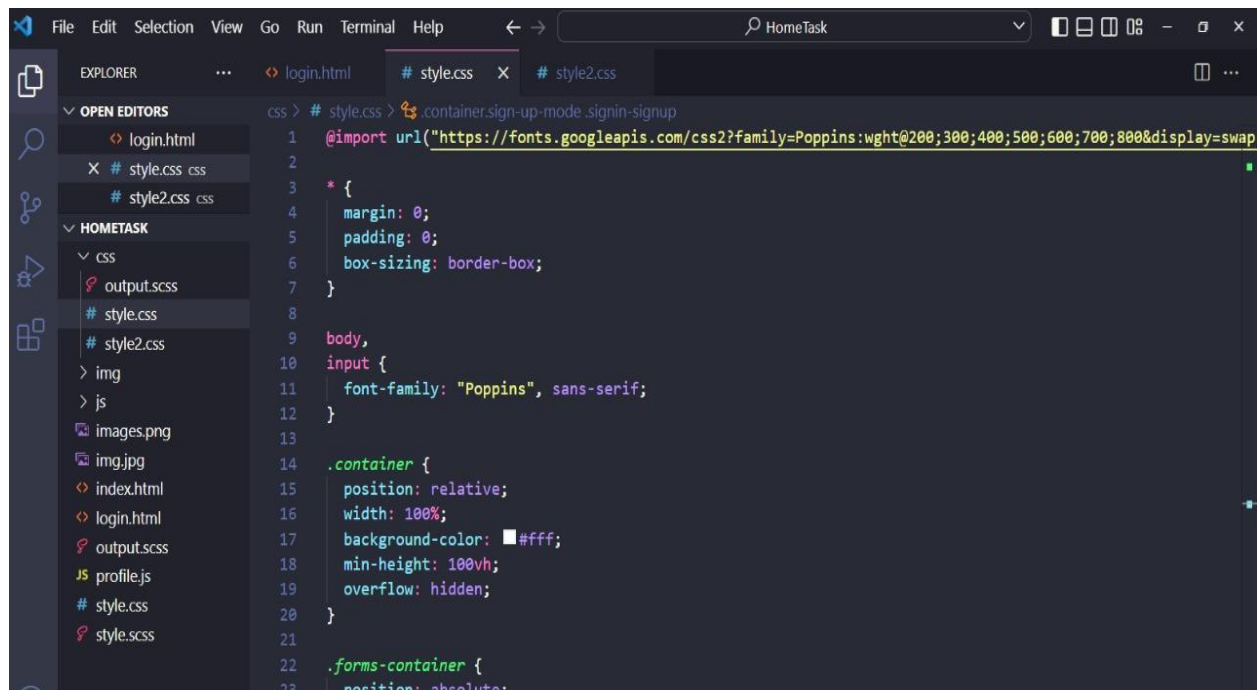 File Edit Selection View Go Run Terminal Help
HomeTask
EXPLORER
login.html
# style.css
# style2.css
OPEN EDITORS
login.html
# style.css css
# style2.css css
HOMETASK
css
output.scss
# style.css
# style2.css
img
js
images.png
img.jpg
index.html
login.html
output.scss
JS profile.js
# style.css
style.scss
css > # style.css > .container.sign-up-mode .signin-signup
1 @import url("https://fonts.googleapis.com/css2?family=Poppins:wght@200;300;400;500;600;700;800&display=swap
2
3 * {
4 margin: 0;
5 padding: 0;
6 box-sizing: border-box;
7 }
8
9 body,
10 input {
11 font-family: "Poppins", sans-serif;
12 }
13
14 .container {
15 position: relative;
16 width: 100%;
17 background-color: #fff;
18 min-height: 100vh;
19 overflow: hidden;
20 }
21
22 .forms-container {
23 position: absolute;